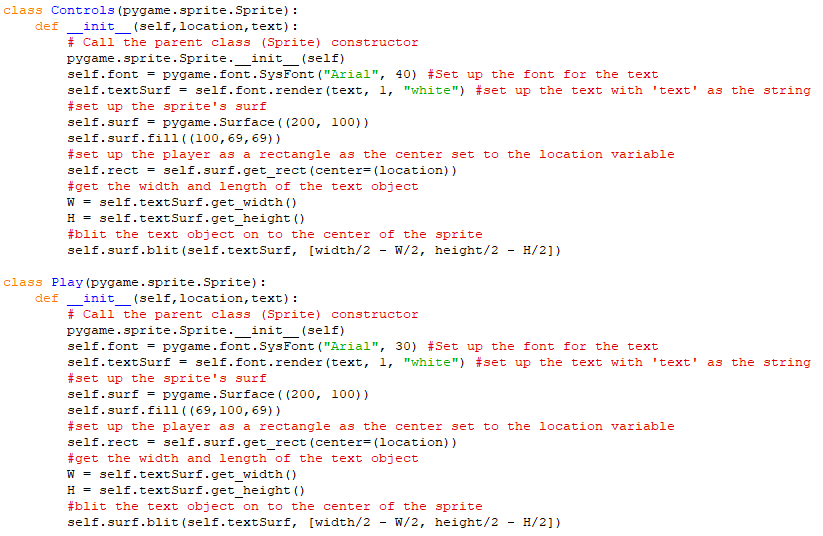 class Controls(pygame.sprite.Sprite):
    def __init__(self,location,text):
        # Call the parent class (Sprite) constructor
        pygame.sprite.Sprite.__init__(self)
        self.font = pygame.font.SysFont("Arial", 40) #Set up the font for the text
        self.textSurf = self.font.render(text, 1, "white") #set up the text with 'text' as the string
        #set up the sprite's surf
        self.surf = pygame.Surface((200, 100))
        self.surf.fill((100,69,69))
        #set up the player as a rectangle as the center set to the location variable
        self.rect = self.surf.get_rect(center=(location))
        #get the width and length of the text object
        W = self.textSurf.get_width()
        H = self.textSurf.get_height()
        #blit the text object on to the center of the sprite
        self.surf.blit(self.textSurf, [width/2 - W/2, height/2 - H/2])

class Play(pygame.sprite.Sprite):
    def __init__(self,location,text):
        # Call the parent class (Sprite) constructor
        pygame.sprite.Sprite.__init__(self)
        self.font = pygame.font.SysFont("Arial", 30) #Set up the font for the text
        self.textSurf = self.font.render(text, 1, "white") #set up the text with 'text' as the string
        #set up the sprite's surf
        self.surf = pygame.Surface((200, 100))
        self.surf.fill((69,100,69))
        #set up the player as a rectangle as the center set to the location variable
        self.rect = self.surf.get_rect(center=(location))
        #get the width and length of the text object
        W = self.textSurf.get_width()
        H = self.textSurf.get_height()
        #blit the text object on to the center of the sprite
        self.surf.blit(self.textSurf, [width/2 - W/2, height/2 - H/2])